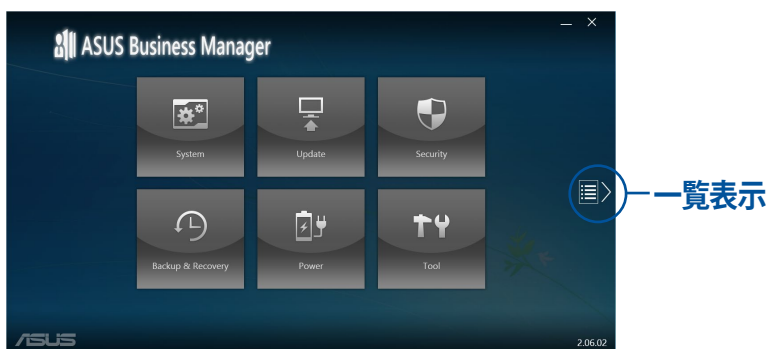 ASUS Business Manager
System
Update
Security
一覧表示
Backup & Recovery
Power
Tool
ASUS
2.06.02